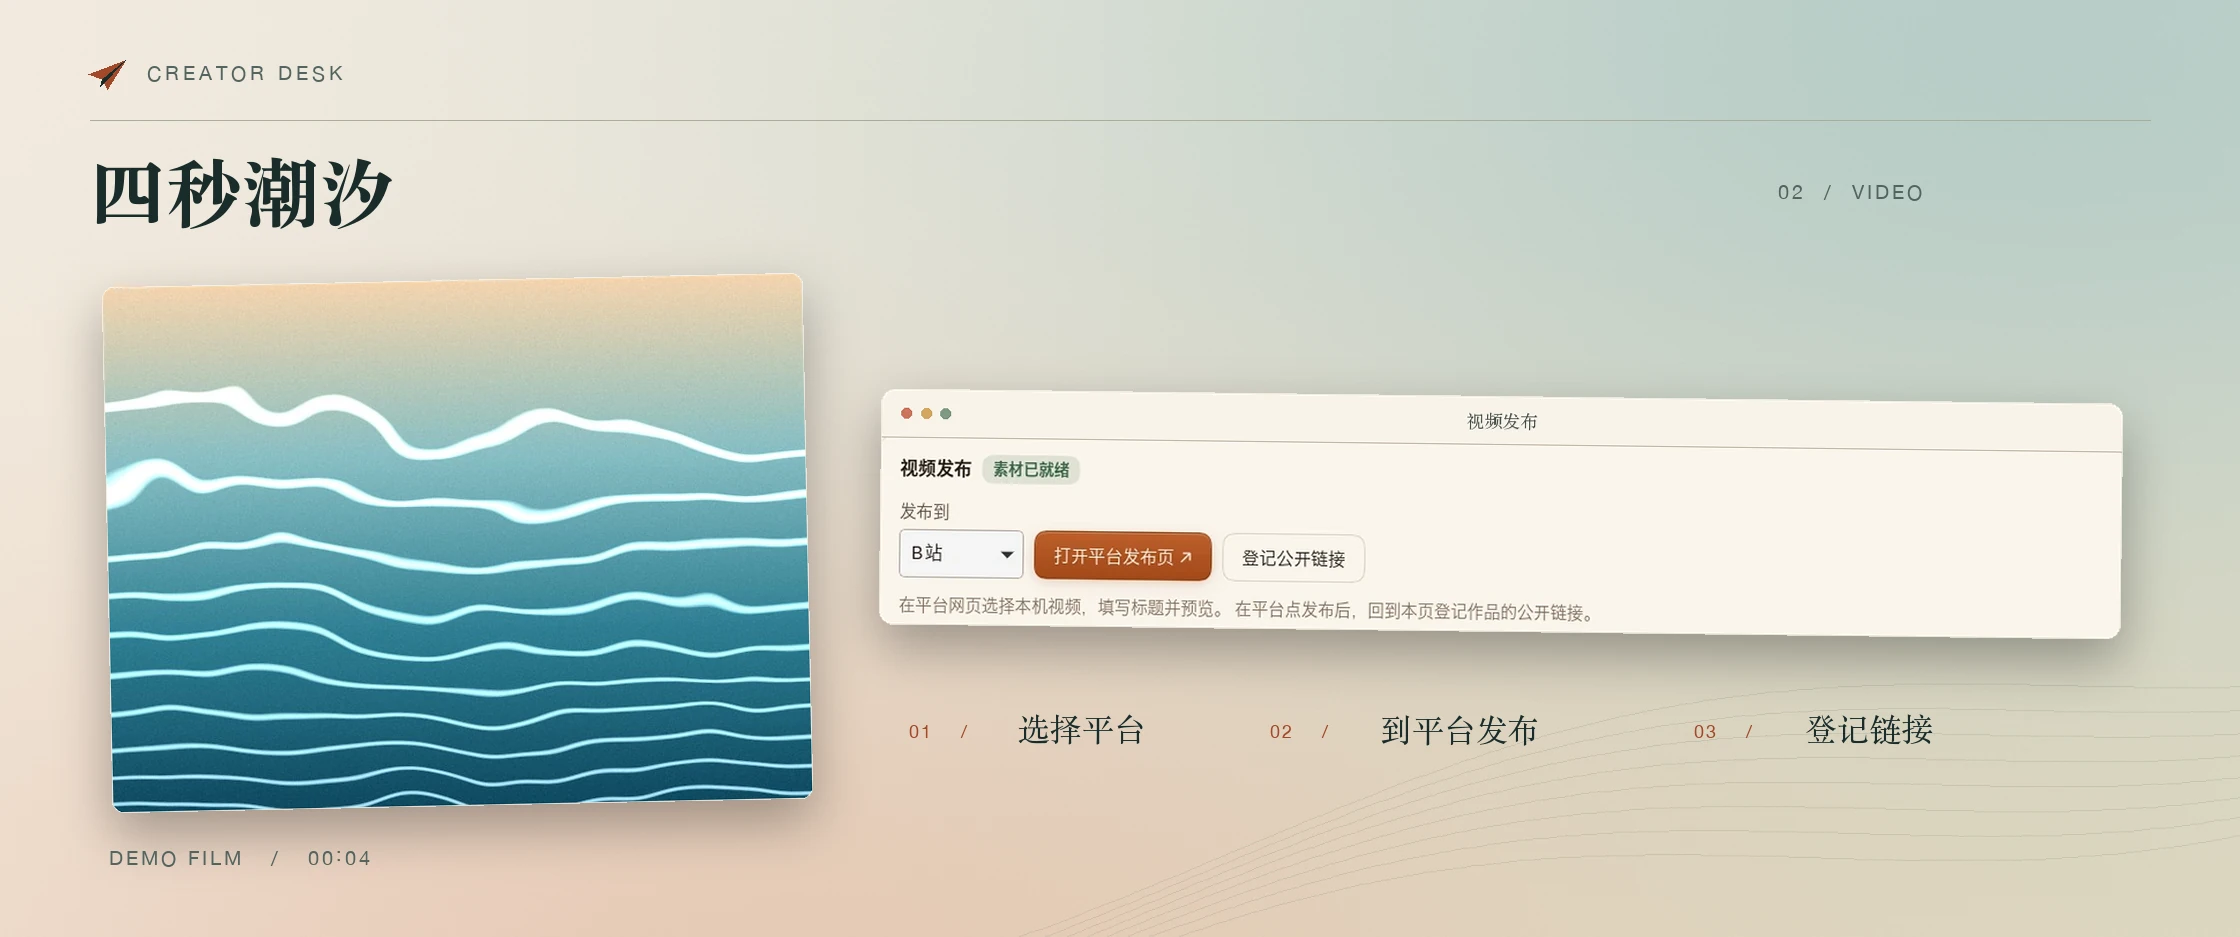 CREATOR DESK
四秒潮汐
02 / VIDEO
视频发布
视频发布 素材已就绪
发布到
B站 打开平台发布页 ↗ 登记公开链接
在平台网页选择本机视频，填写标题并预览。 在平台点发布后，回到本页登记作品的公开链接。
01 / 选择平台 02 / 到平台发布 03 / 登记链接
DEMO FILM / 00:04